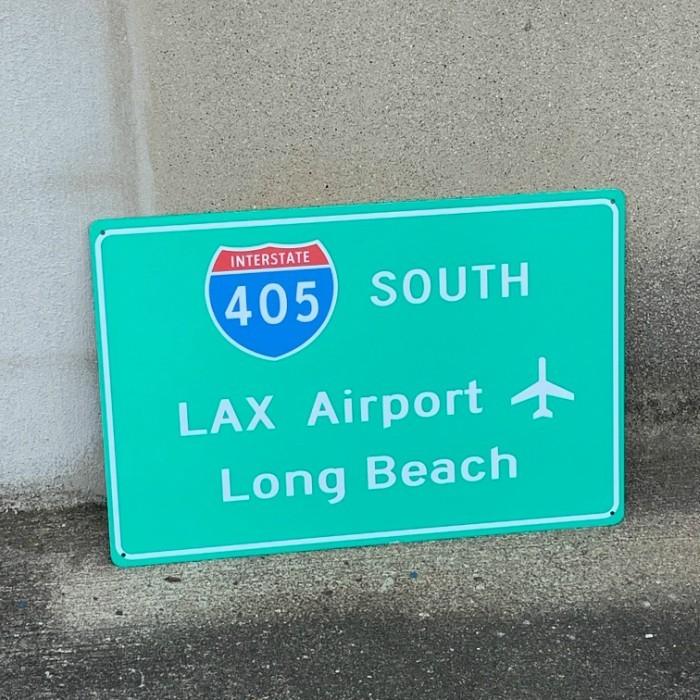 INTERSTATE
405 SOUTH
LAX Airport
Long Beach